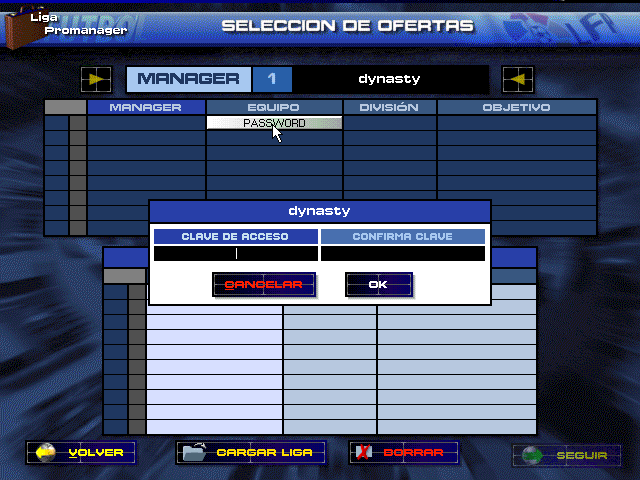 Liga
Promanager
SELECCION DE OFERTAS
LFP
MANAGER 1 dynasty
MANAGER EQUIPO DIVISIÓN OBJETIVO
PASSWORD
dynasty
CLAVE DE ACCESO CONFIRMA CLAVE
CANCELAR OK
VOLVER CARGAR LIGA BORRAR SEGUIR